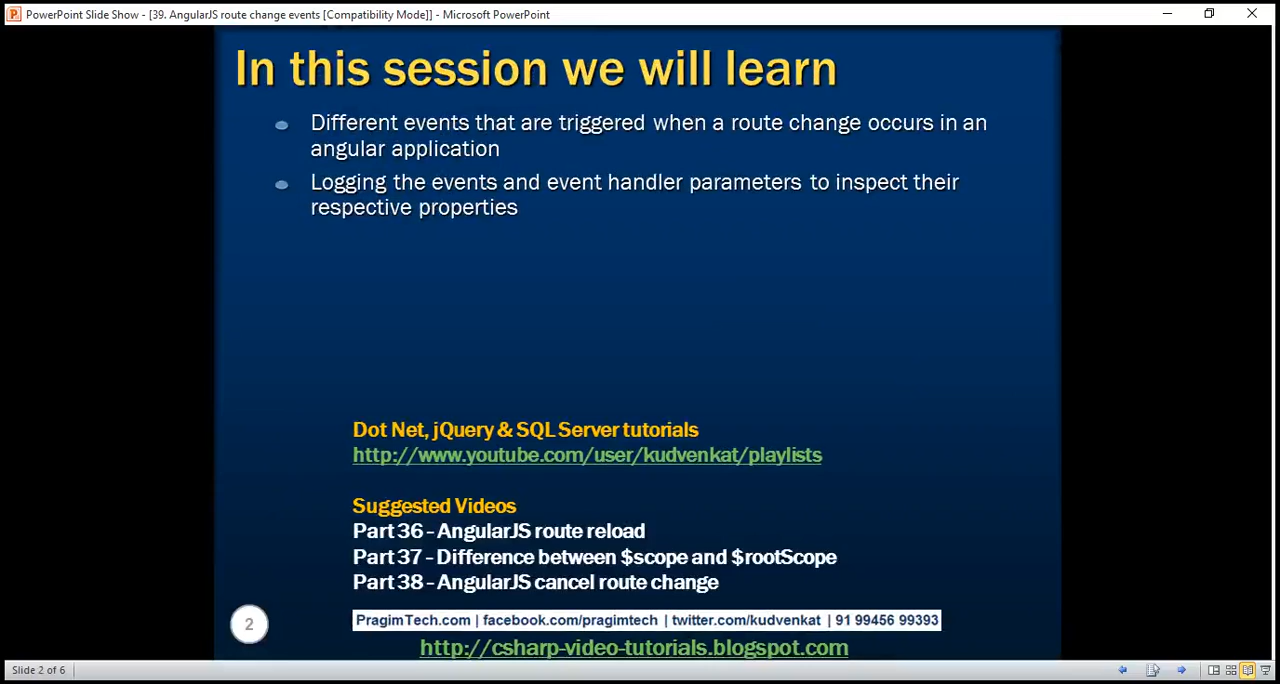 PowerPoint Slide Show - [39. AngularJS route change events [Compatibility Mode]] - Microsoft PowerPoint
In this session we will learn
Different events that are triggered when a route change occurs in an
angular application
Logging the events and event handler parameters to inspect their
respective properties
Dot Net, jQuery & SQL Server tutorials
http://www.youtube.com/user/kudvenkat/playlists
Suggested Videos
Part 36 - AngularJS route reload
Part 37 - Difference between $scope and $rootScope
Part 38 - AngularJS cancel route change
2
PragimTech.com | facebook.com/pragimtech | twitter.com/kudvenkat | 91 99456 99393
http://csharp-video-tutorials.blogspot.com
Slide 2 of 6